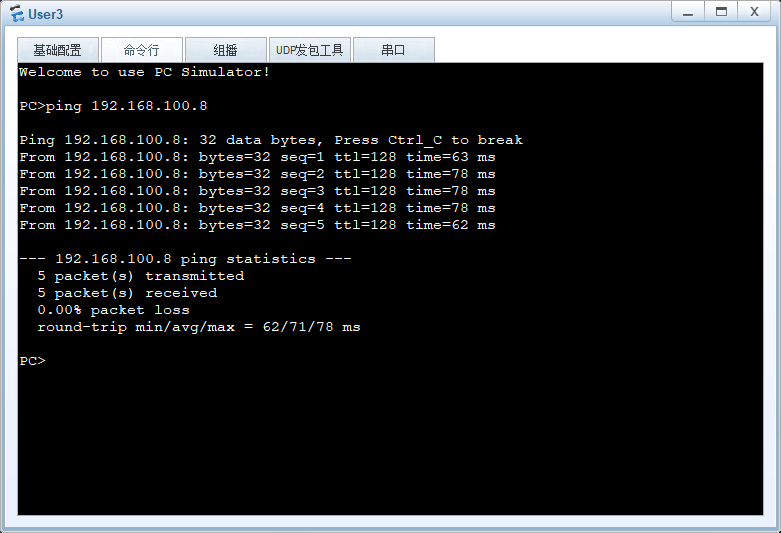 User3
基础配置 命令行 组播 UDP发包工具 串口
Welcome to use PC Simulator!
PC>ping 192.168.100.8
Ping 192.168.100.8: 32 data bytes, Press Ctrl_C to break
From 192.168.100.8: bytes=32 seq=1 ttl=128 time=63 ms
From 192.168.100.8: bytes=32 seq=2 ttl=128 time=78 ms
From 192.168.100.8: bytes=32 seq=3 ttl=128 time=78 ms
From 192.168.100.8: bytes=32 seq=4 ttl=128 time=78 ms
From 192.168.100.8: bytes=32 seq=5 ttl=128 time=62 ms
--- 192.168.100.8 ping statistics ---
5 packet(s) transmitted
5 packet(s) received
0.00% packet loss
round-trip min/avg/max = 62/71/78 ms
PC>